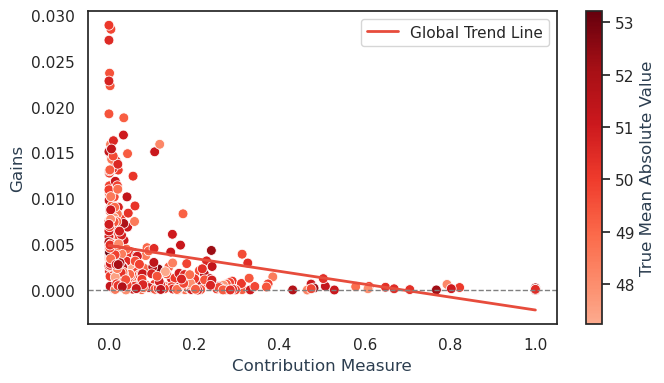 0.030
0.025
0.020
0.015
0.010
0.005
0.000
Gains
0.0 0.2 0.4 0.6 0.8 1.0
Contribution Measure
Global Trend Line
53
52
51
50
49
48
True Mean Absolute Value